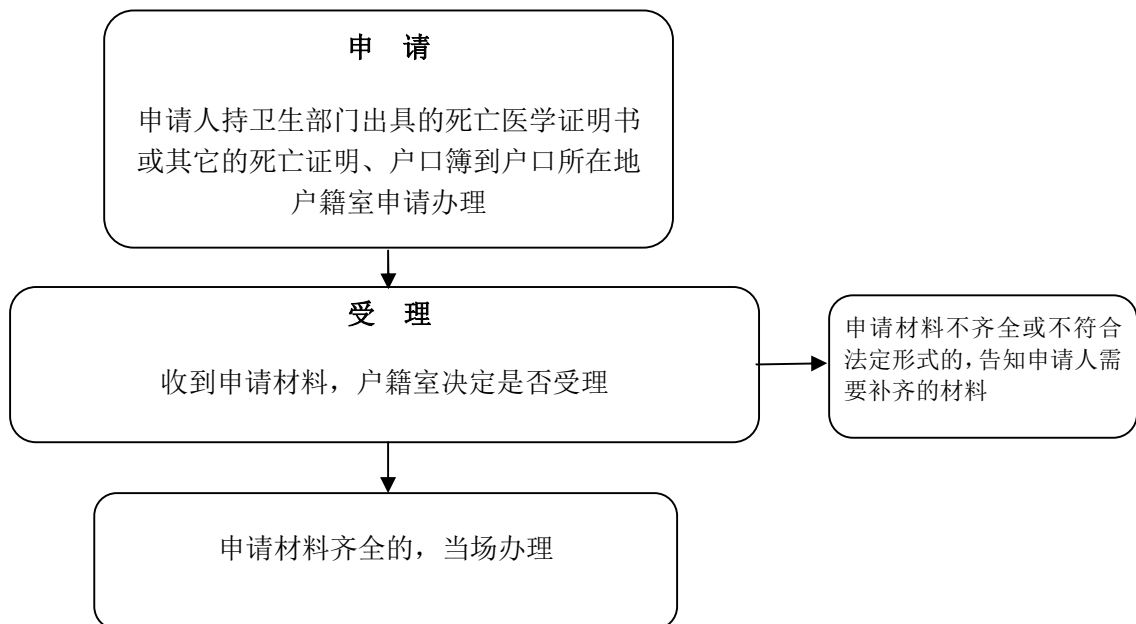 申 请
申请人持卫生部门出具的死亡医学证明书
或其它的死亡证明、户口簿到户口所在地
户籍室申请办理
受 理
收到申请材料，户籍室决定是否受理
申请材料不齐全或不符合
法定形式的，告知申请人需
要补齐的材料
申请材料齐全的，当场办理